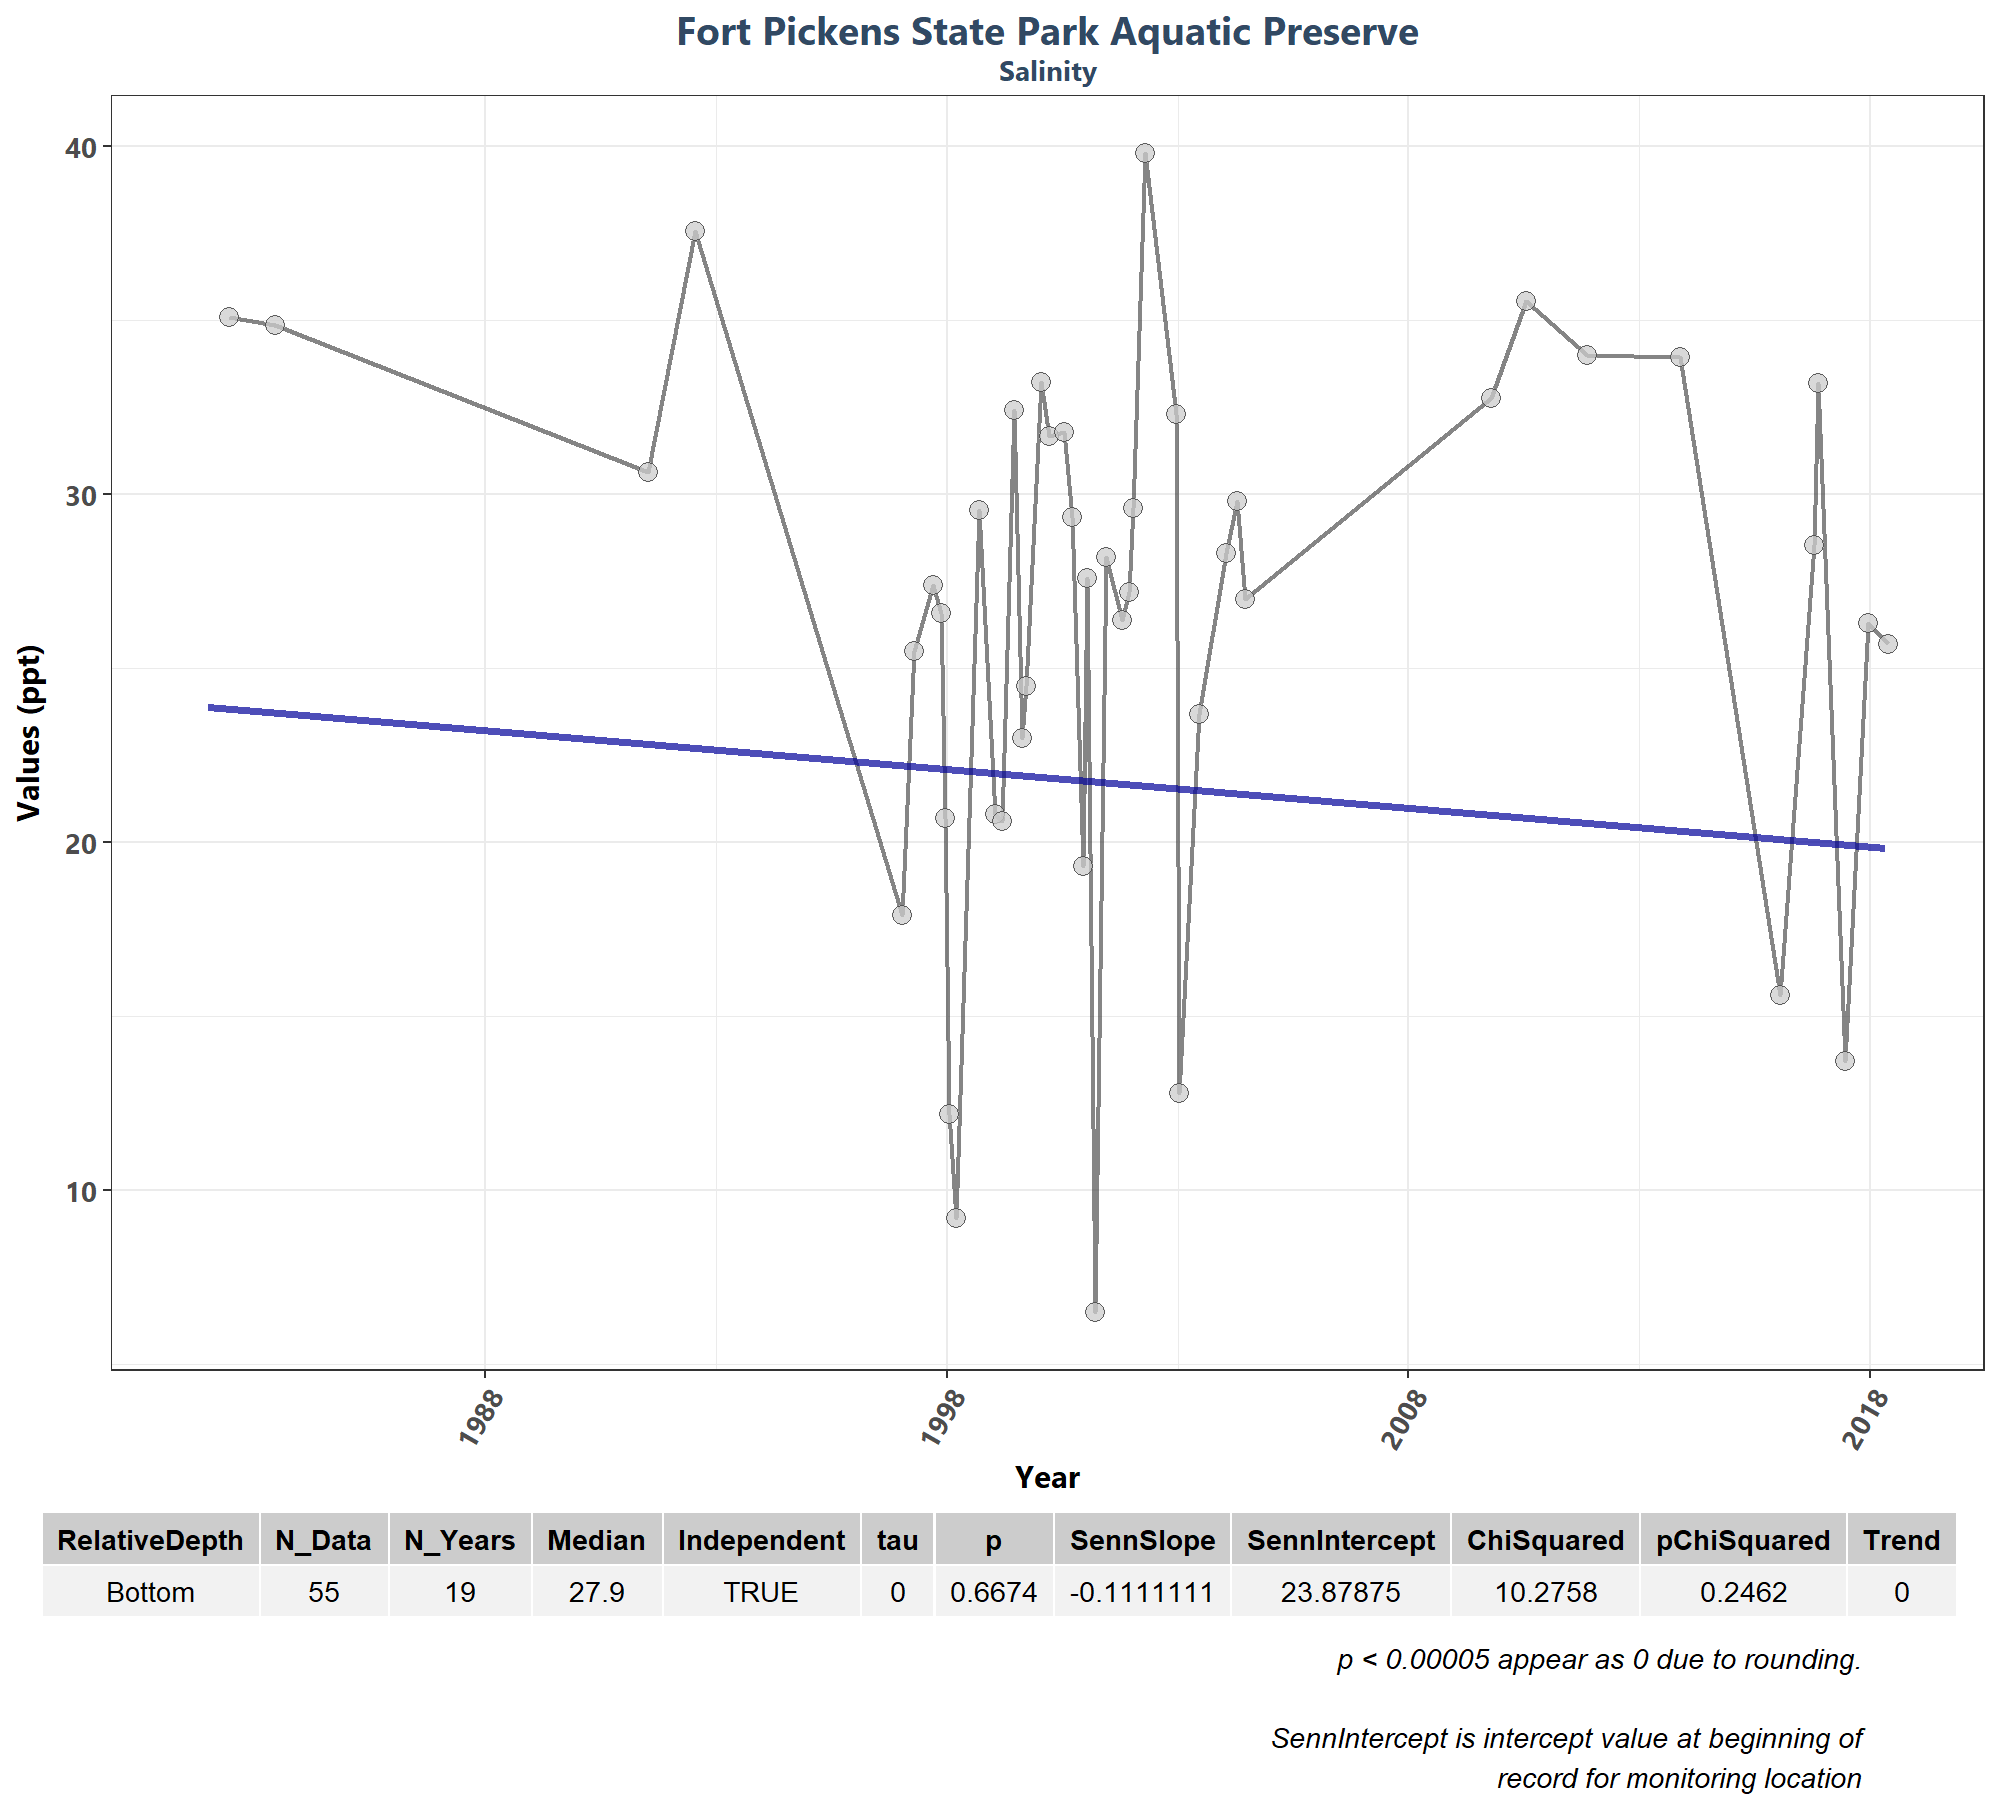 Fort Pickens State Park Aquatic Preserve
Salinity
Values (ppt)
40
30
20
10
1988 1998 2008 2018
Year
RelativeDepth N_Data N_Years Median Independent tau p SennSlope SennIntercept ChiSquared pChiSquared Trend
Bottom 55 19 27.9 TRUE 0 0.6674 -0.1111111 23.87875 10.2758 0.2462 0
p < 0.00005 appear as 0 due to rounding.
SennIntercept is intercept value at beginning of
record for monitoring location